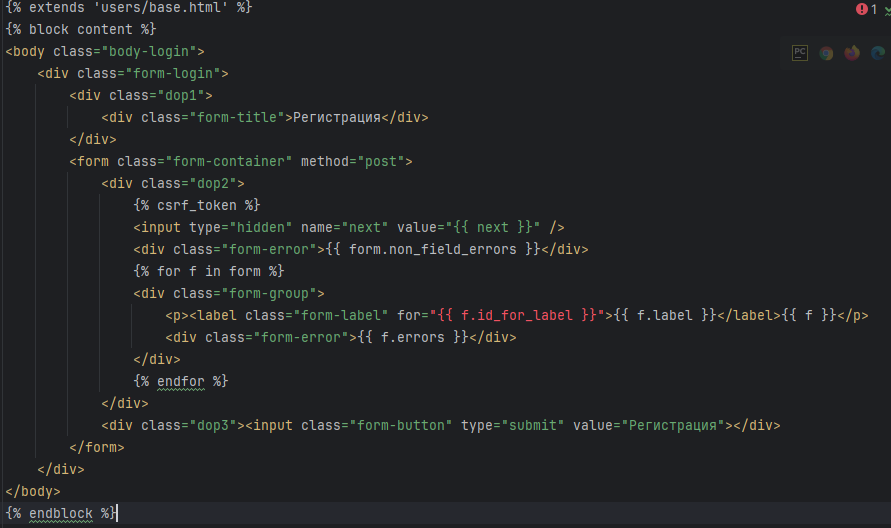 {% extends 'users/base.html' %}
{% block content %}
<body class="body-login">
    <div class="form-login">
        <div class="dop1">
            <div class="form-title">Регистрация</div>
        </div>
        <form class="form-container" method="post">
            <div class="dop2">
                {% csrf_token %}
                <input type="hidden" name="next" value="{{ next }}" />
                <div class="form-error">{{ form.non_field_errors }}</div>
                {% for f in form %}
                <div class="form-group">
                    <p><label class="form-label" for="{{ f.id_for_label }}">{{ f.label }}</label>{{ f }}</p>
                    <div class="form-error">{{ f.errors }}</div>
                </div>
                {% endfor %}
            </div>
            <div class="dop3"><input class="form-button" type="submit" value="Регистрация"></div>
        </form>
    </div>
</body>
{% endblock %}
1
PC